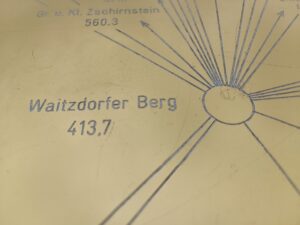 Gr. u. Kl. Zschirnstein
560.3
Waitzdorfer Berg
413,7